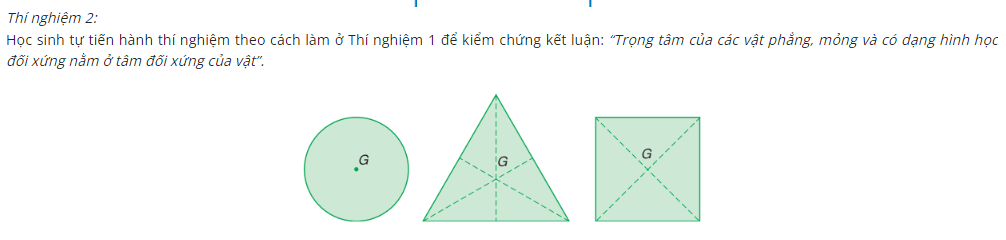 Thí nghiệm 2:
Học sinh tự tiến hành thí nghiệm theo cách làm ở Thí nghiệm 1 để kiểm chứng kết luận: “Trọng tâm của các vật phẳng, mỏng và có dạng hình học
đối xứng nằm ở tâm đối xứng của vật”.
G
G
G